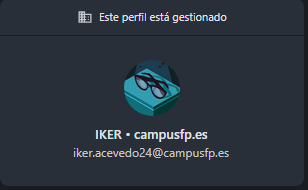 Este perfil está gestionado
IKER • campusfp.es
iker.acevedo24@campusfp.es